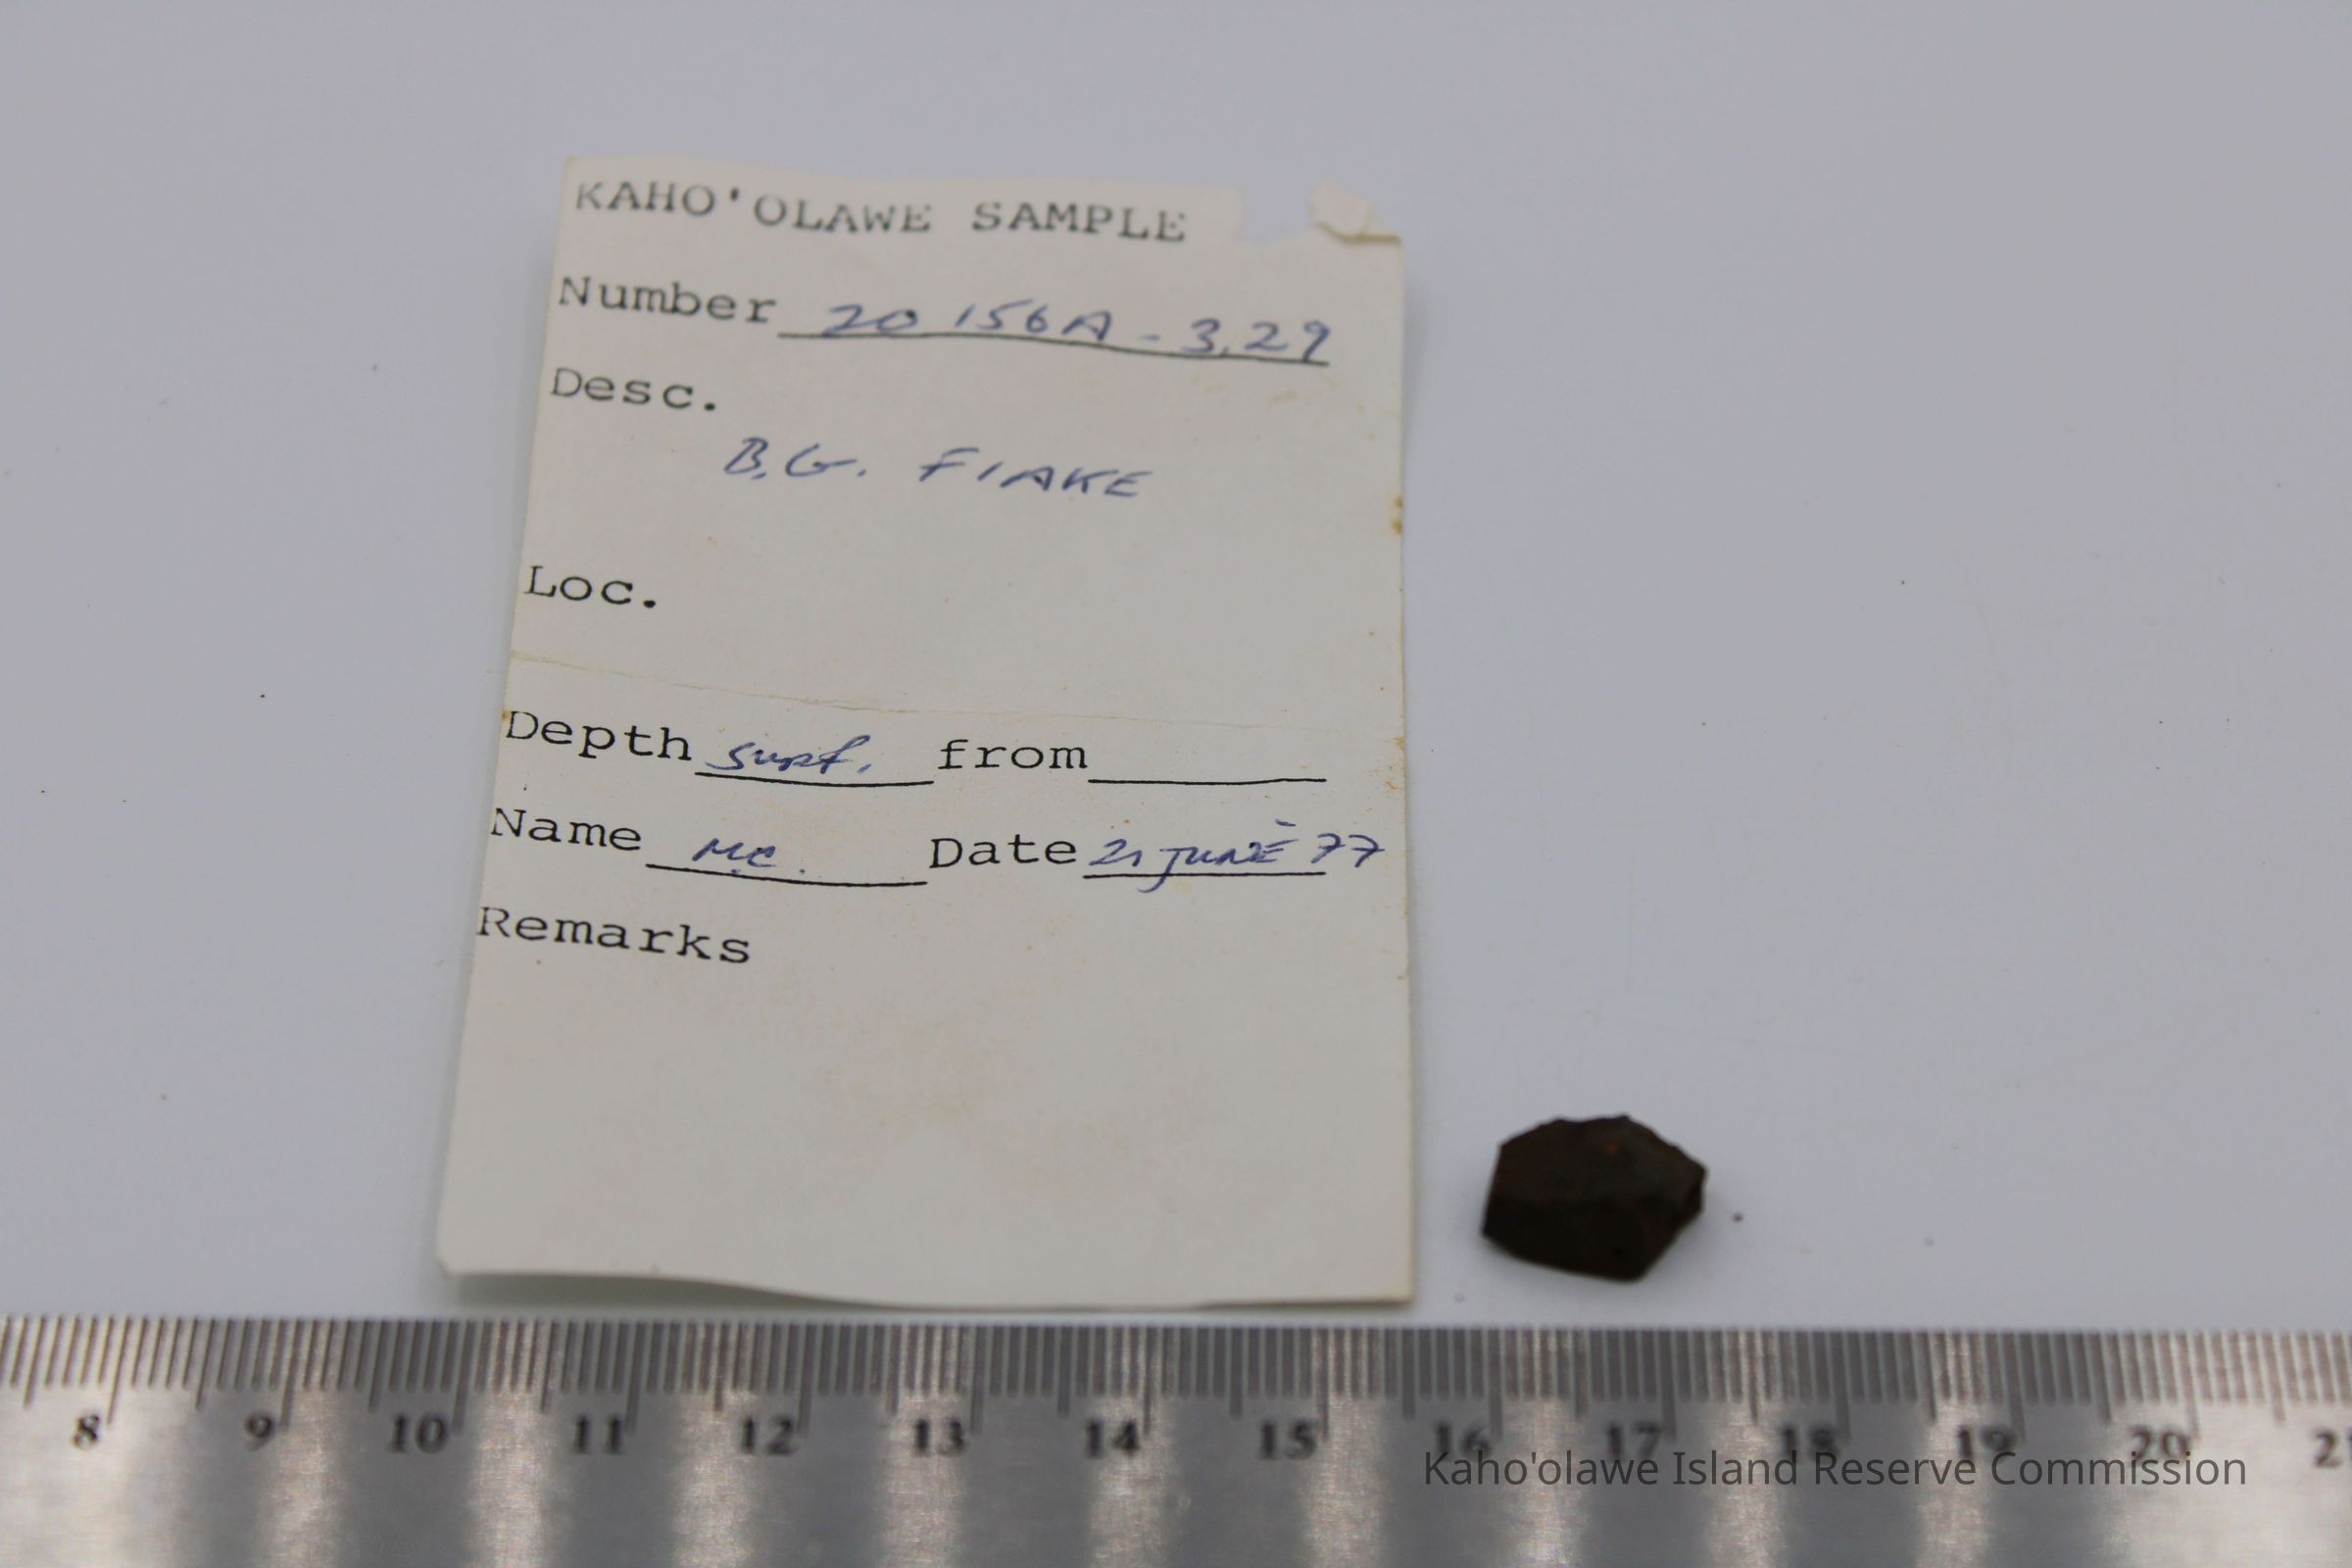 KAHO'OLAWE SAMPLE
Number 20 156A - 3.29
Desc.
B.G. FlAKE
Loc.
Depth surf. from
Name MC. Date 21 JUNE 77
Remarks
8 9 10 11 12 13 14 15 16 17 18 19 20 21
Kaho'olawe Island Reserve Commission